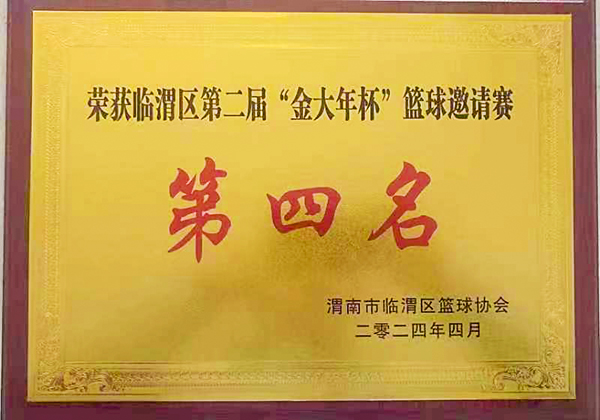 荣获临渭区第二届“金大年杯”篮球邀请赛
第四名
渭南市临渭区篮球协会
二零二四年四月